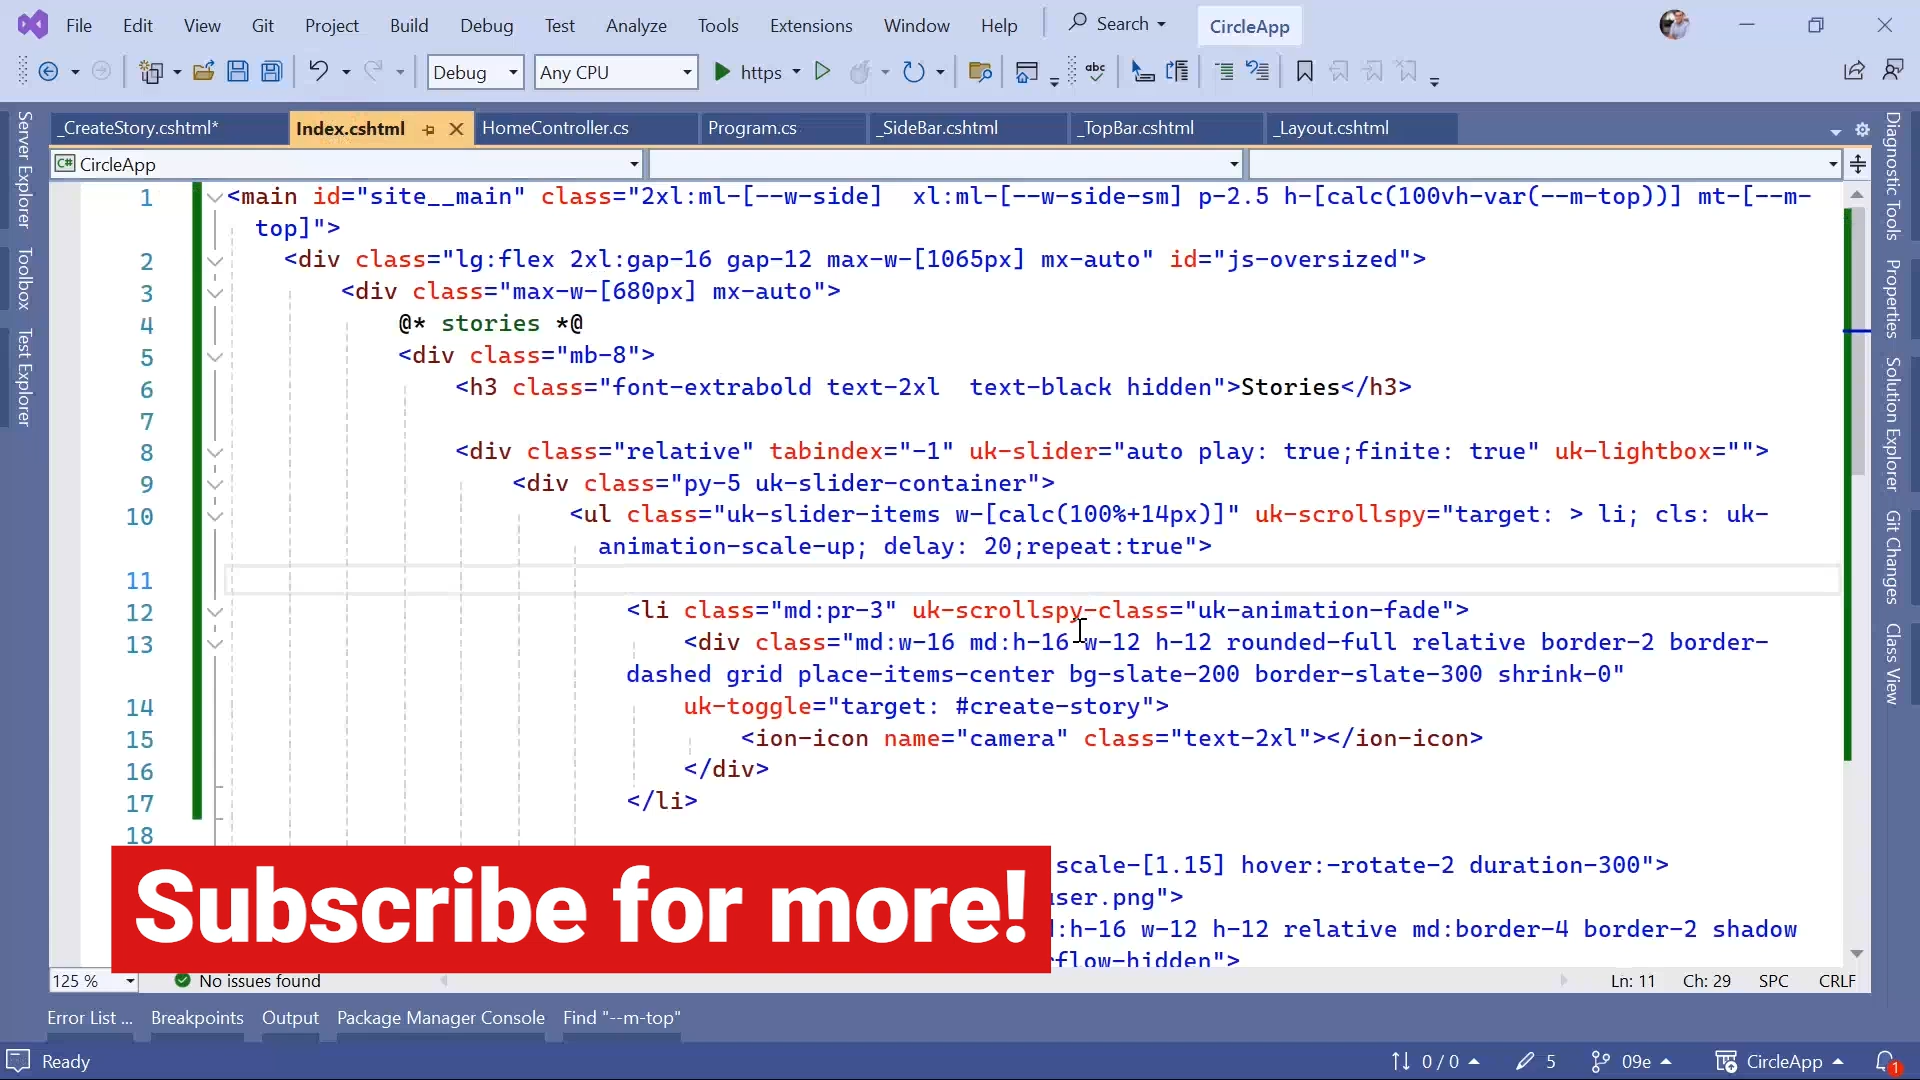 File Edit View Git Project Build Debug Test Analyze Tools Extensions Window Help Search CircleApp
Debug Any CPU https abc
_CreateStory.cshtml* Index.cshtml HomeController.cs Program.cs _SideBar.cshtml _TopBar.cshtml _Layout.cshtml
C# CircleApp
Server Explorer
Toolbox
Test Explorer
1 <main id="site__main" class="2xl:ml-[--w-side]  xl:ml-[--w-side-sm] p-2.5 h-[calc(100vh-var(--m-top))] mt-[--m-
top]">
2 <div class="lg:flex 2xl:gap-16 gap-12 max-w-[1065px] mx-auto" id="js-oversized">
3 <div class="max-w-[680px] mx-auto">
4 @* stories *@
5 <div class="mb-8">
6 <h3 class="font-extrabold text-2xl  text-black hidden">Stories</h3>
7
8 <div class="relative" tabindex="-1" uk-slider="auto play: true;finite: true" uk-lightbox="">
9 <div class="py-5 uk-slider-container">
10 <ul class="uk-slider-items w-[calc(100%+14px)]" uk-scrollspy="target: > li; cls: uk-
animation-scale-up; delay: 20;repeat:true">
11
12 <li class="md:pr-3" uk-scrollspy-class="uk-animation-fade">
13 <div class="md:w-16 md:h-16 w-12 h-12 rounded-full relative border-2 border-
dashed grid place-items-center bg-slate-200 border-slate-300 shrink-0"
14 uk-toggle="target: #create-story">
15 <ion-icon name="camera" class="text-2xl"></ion-icon>
16 </div>
17 </li>
18
scale-[1.15] hover:-rotate-2 duration-300">
user.png">
:h-16 w-12 h-12 relative md:border-4 border-2 shadow
rflow-hidden">
Subscribe for more!
Diagnostic Tools
Properties
Solution Explorer
Git Changes
Class View
125 % No issues found Ln: 11 Ch: 29 SPC CRLF
Error List ... Breakpoints Output Package Manager Console Find "--m-top"
Ready 0 / 0 5 09e CircleApp 1